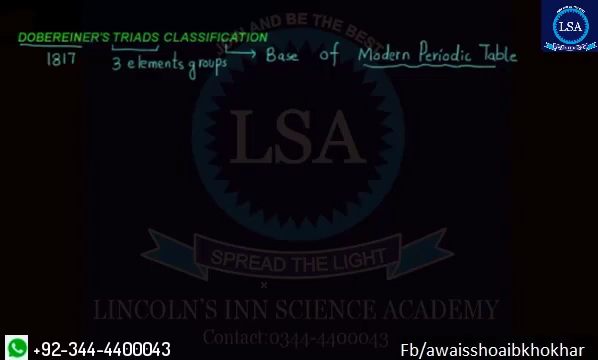 DOBEREINER'S TRIADS CLASSIFICATION
1817
3 elements groups
Base of Modern Periodic Table
JOIN AND BE THE BEST
LSA
SPREAD THE LIGHT
LINCOLN'S INN SCIENCE ACADEMY
Contact:0344-4400043
LSA
+92-344-4400043
Fb/awaisshoaibkhokhar